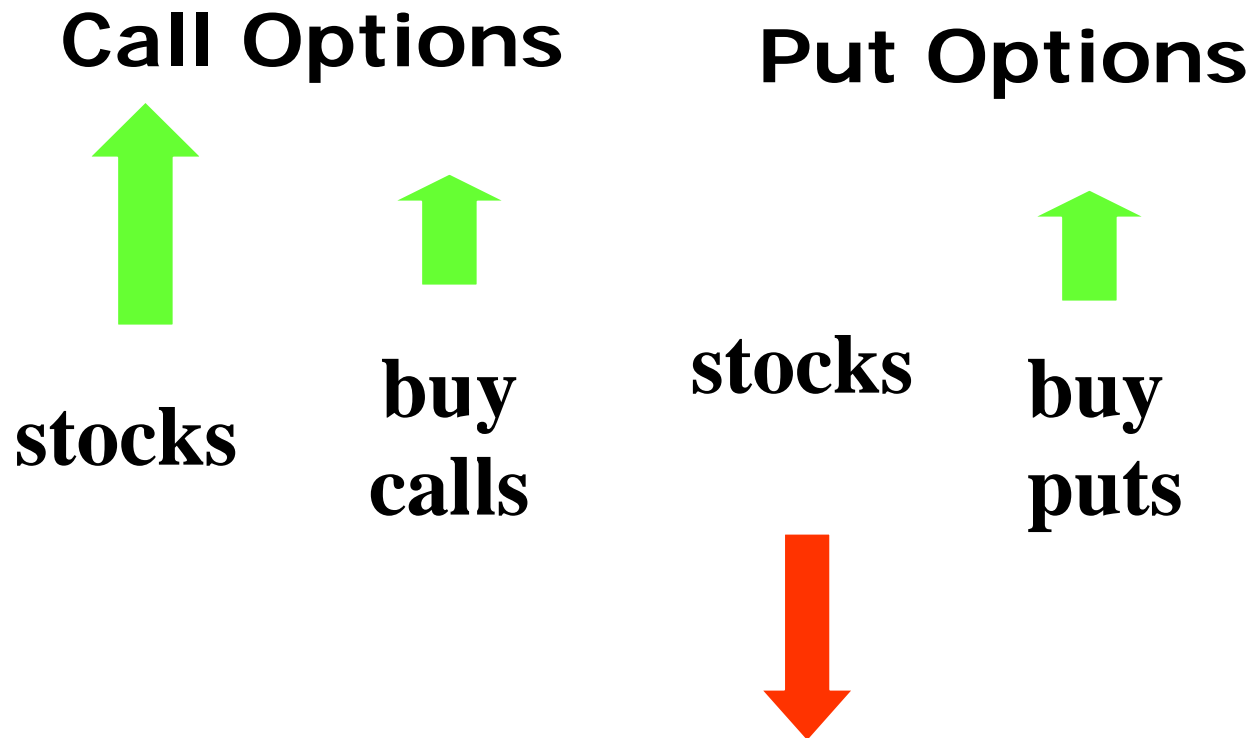 Call Options
Put Options
stocks
buy
calls
stocks
buy
puts